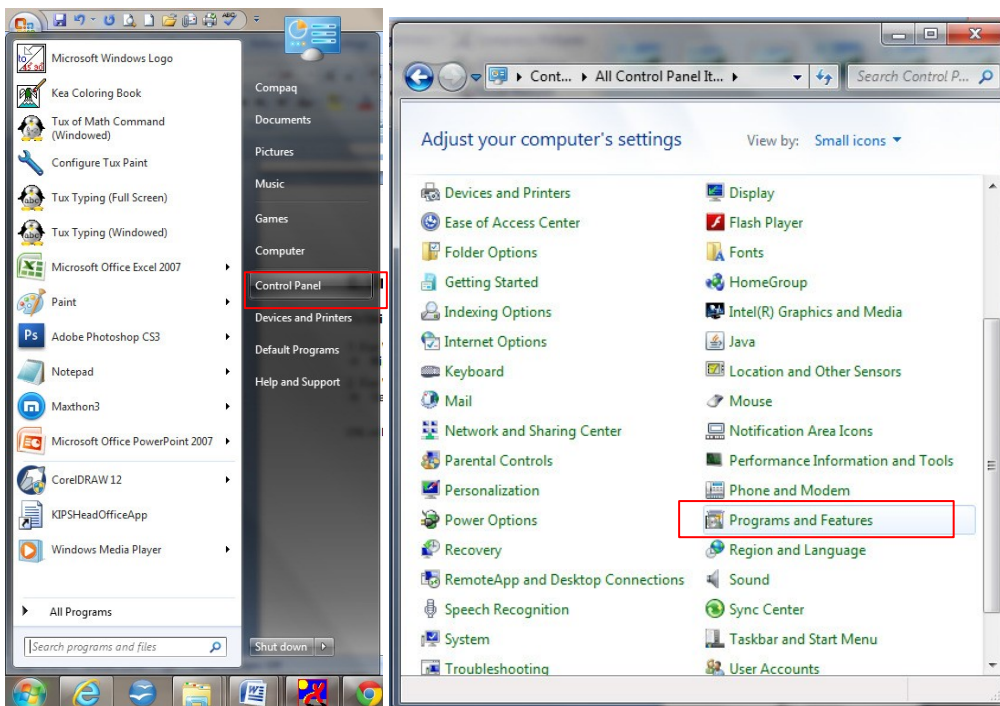 Microsoft Windows Logo
Kea Coloring Book
Tux of Math Command
(Windowed)
Configure Tux Paint
Tux Typing (Full Screen)
Tux Typing (Windowed)
Microsoft Office Excel 2007
Paint
Ps
Adobe Photoshop CS3
Notepad
Maxthon3
Microsoft Office PowerPoint 2007
CorelDRAW 12
KIPSHeadOfficeApp
Windows Media Player
All Programs
Search programs and files
Compaq
Documents
Pictures
Music
Games
Computer
Control Panel
Devices and Printers
Default Programs
Help and Support
Shut down
Cont... All Control Panel It...
Search Control P...
Adjust your computer's settings
View by: Small icons
Devices and Printers
Ease of Access Center
Folder Options
Getting Started
Indexing Options
Internet Options
Keyboard
Mail
Network and Sharing Center
Parental Controls
Personalization
Power Options
Recovery
RemoteApp and Desktop Connections
Speech Recognition
System
Troubleshooting
Display
Flash Player
Fonts
HomeGroup
Intel(R) Graphics and Media
Java
Location and Other Sensors
Mouse
Notification Area Icons
Performance Information and Tools
Phone and Modem
Programs and Features
Region and Language
Sound
Sync Center
Taskbar and Start Menu
User Accounts